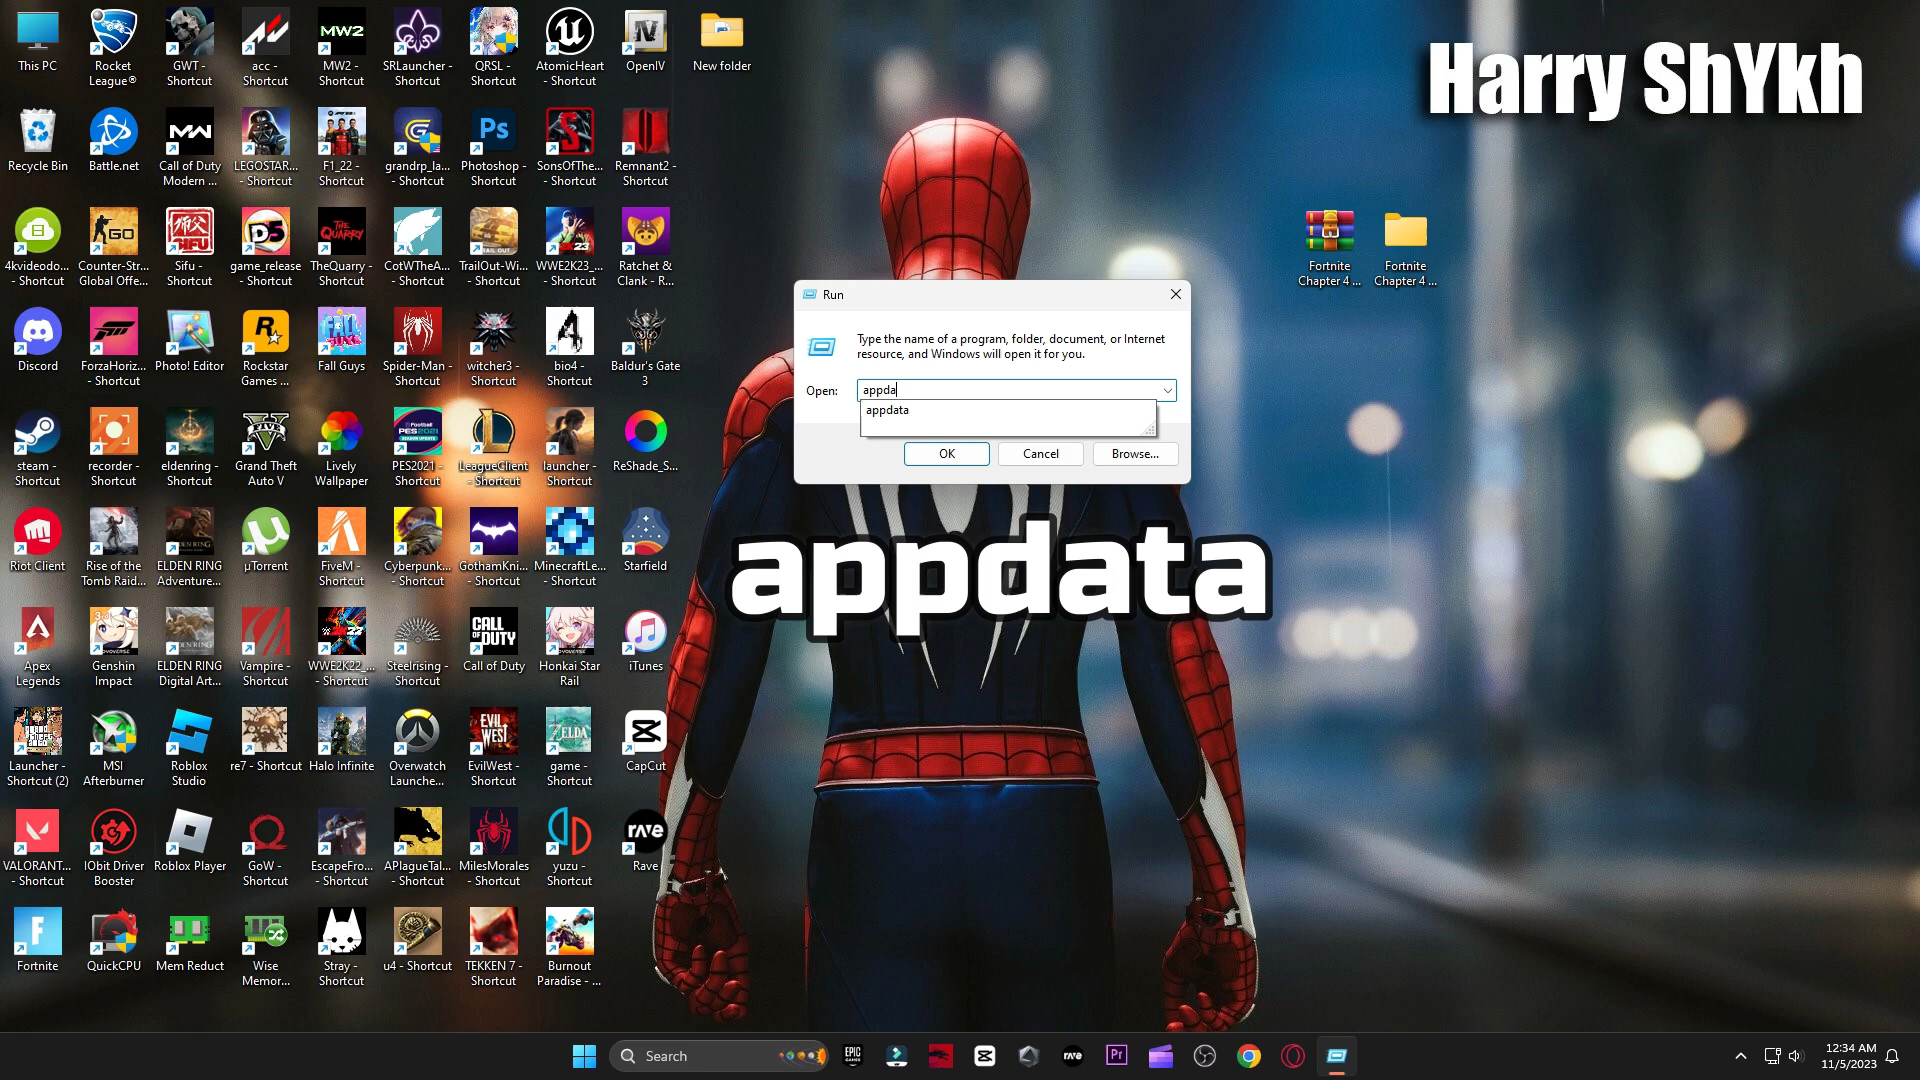 Harry ShYkh
This PC
Rocket League®
GWT - Shortcut
acc - Shortcut
MW2 - Shortcut
SRLauncher - Shortcut
QRSL - Shortcut
AtomicHeart - Shortcut
OpenIV
New folder
Recycle Bin
Battle.net
Call of Duty Modern ...
LEGOSTAR... - Shortcut
F1_22 - Shortcut
grandrp_la... - Shortcut
Photoshop - Shortcut
SonsOfThe... - Shortcut
Remnant2 - Shortcut
4kvideodo... - Shortcut
Counter-Str... Global Offe...
Sifu - Shortcut
game_release - Shortcut
TheQuarry - Shortcut
CotWTheA... - Shortcut
TrailOut-Wi... - Shortcut
WWE2K23_... - Shortcut
Ratchet & Clank - R...
Fortnite Chapter 4 ...
Fortnite Chapter 4 ...
Discord
ForzaHoriz... - Shortcut
Photo! Editor
Rockstar Games ...
Fall Guys
Spider-Man - Shortcut
witcher3 - Shortcut
bio4 - Shortcut
Baldur's Gate 3
Run
Type the name of a program, folder, document, or Internet
resource, and Windows will open it for you.
Open:
appda
appdata
OK
Cancel
Browse...
steam - Shortcut
recorder - Shortcut
eldenring - Shortcut
Grand Theft Auto V
Lively Wallpaper
PES2021 - Shortcut
LeagueClient - Shortcut
launcher - Shortcut
ReShade_S...
appdata
Riot Client
Rise of the Tomb Raid...
ELDEN RING Adventure...
µTorrent
FiveM - Shortcut
Cyberpunk... - Shortcut
GothamKni... - Shortcut
MinecraftLe... - Shortcut
Starfield
Apex Legends
Genshin Impact
ELDEN RING Digital Art...
Vampire - Shortcut
WWE2K22_... - Shortcut
Steelrising - Shortcut
Call of Duty
Honkai Star Rail
iTunes
Launcher - Shortcut (2)
MSI Afterburner
Roblox Studio
re7 - Shortcut
Halo Infinite
Overwatch Launche...
EvilWest - Shortcut
game - Shortcut
CapCut
VALORANT... - Shortcut
IObit Driver Booster
Roblox Player
GoW - Shortcut
EscapeFro... - Shortcut
APlagueTal... - Shortcut
MilesMorales - Shortcut
yuzu - Shortcut
Rave
Fortnite
QuickCPU
Mem Reduct
Wise Memor...
Stray - Shortcut
u4 - Shortcut
TEKKEN 7 - Shortcut
Burnout Paradise - ...
Search
12:34 AM
11/5/2023